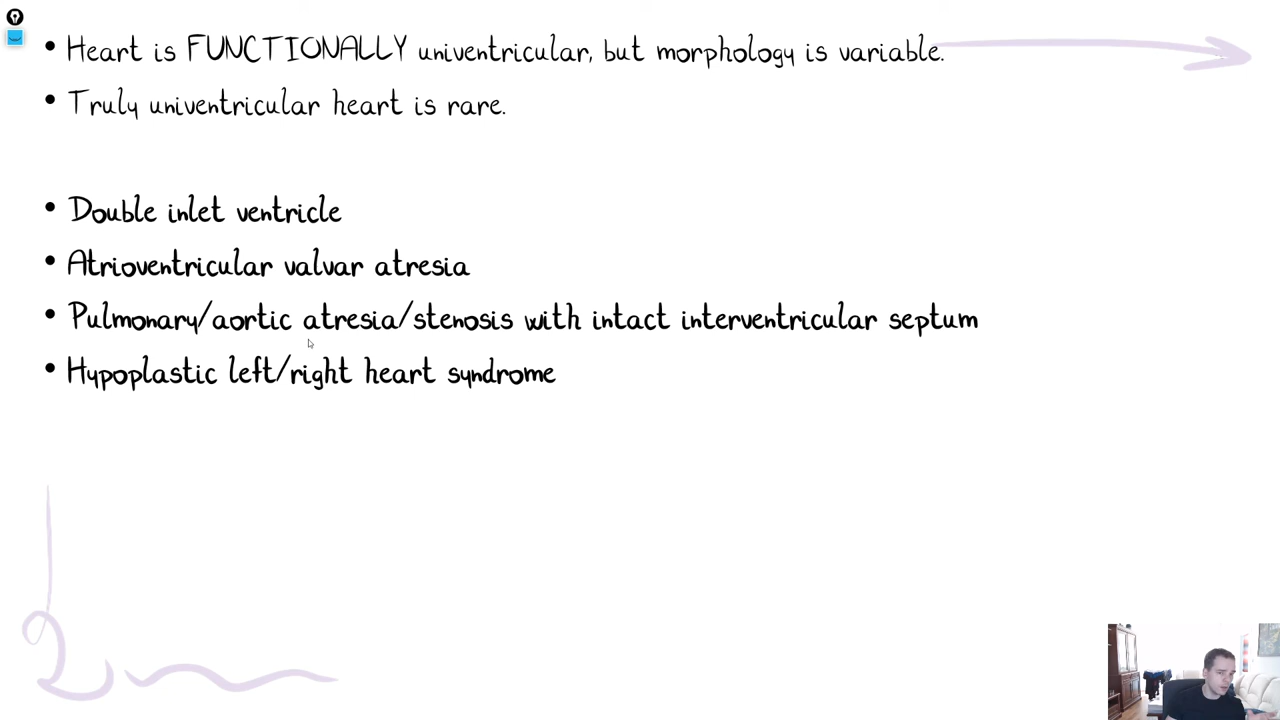 • Heart is FUNCTIONALLY univentricular, but morphology is variable.
• Truly univentricular heart is rare.
• Double inlet ventricle
• Atrioventricular valvar atresia
• Pulmonary/aortic atresia/stenosis with intact interventricular septum
• Hypoplastic left/right heart syndrome